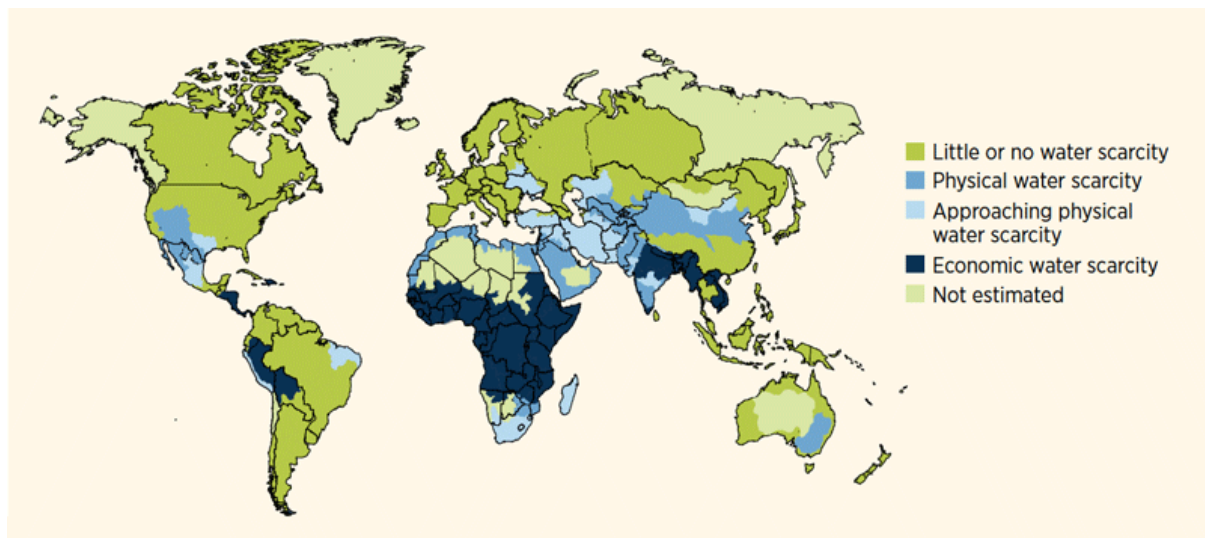 Little or no water scarcity
Physical water scarcity
Approaching physical
water scarcity
Economic water scarcity
Not estimated